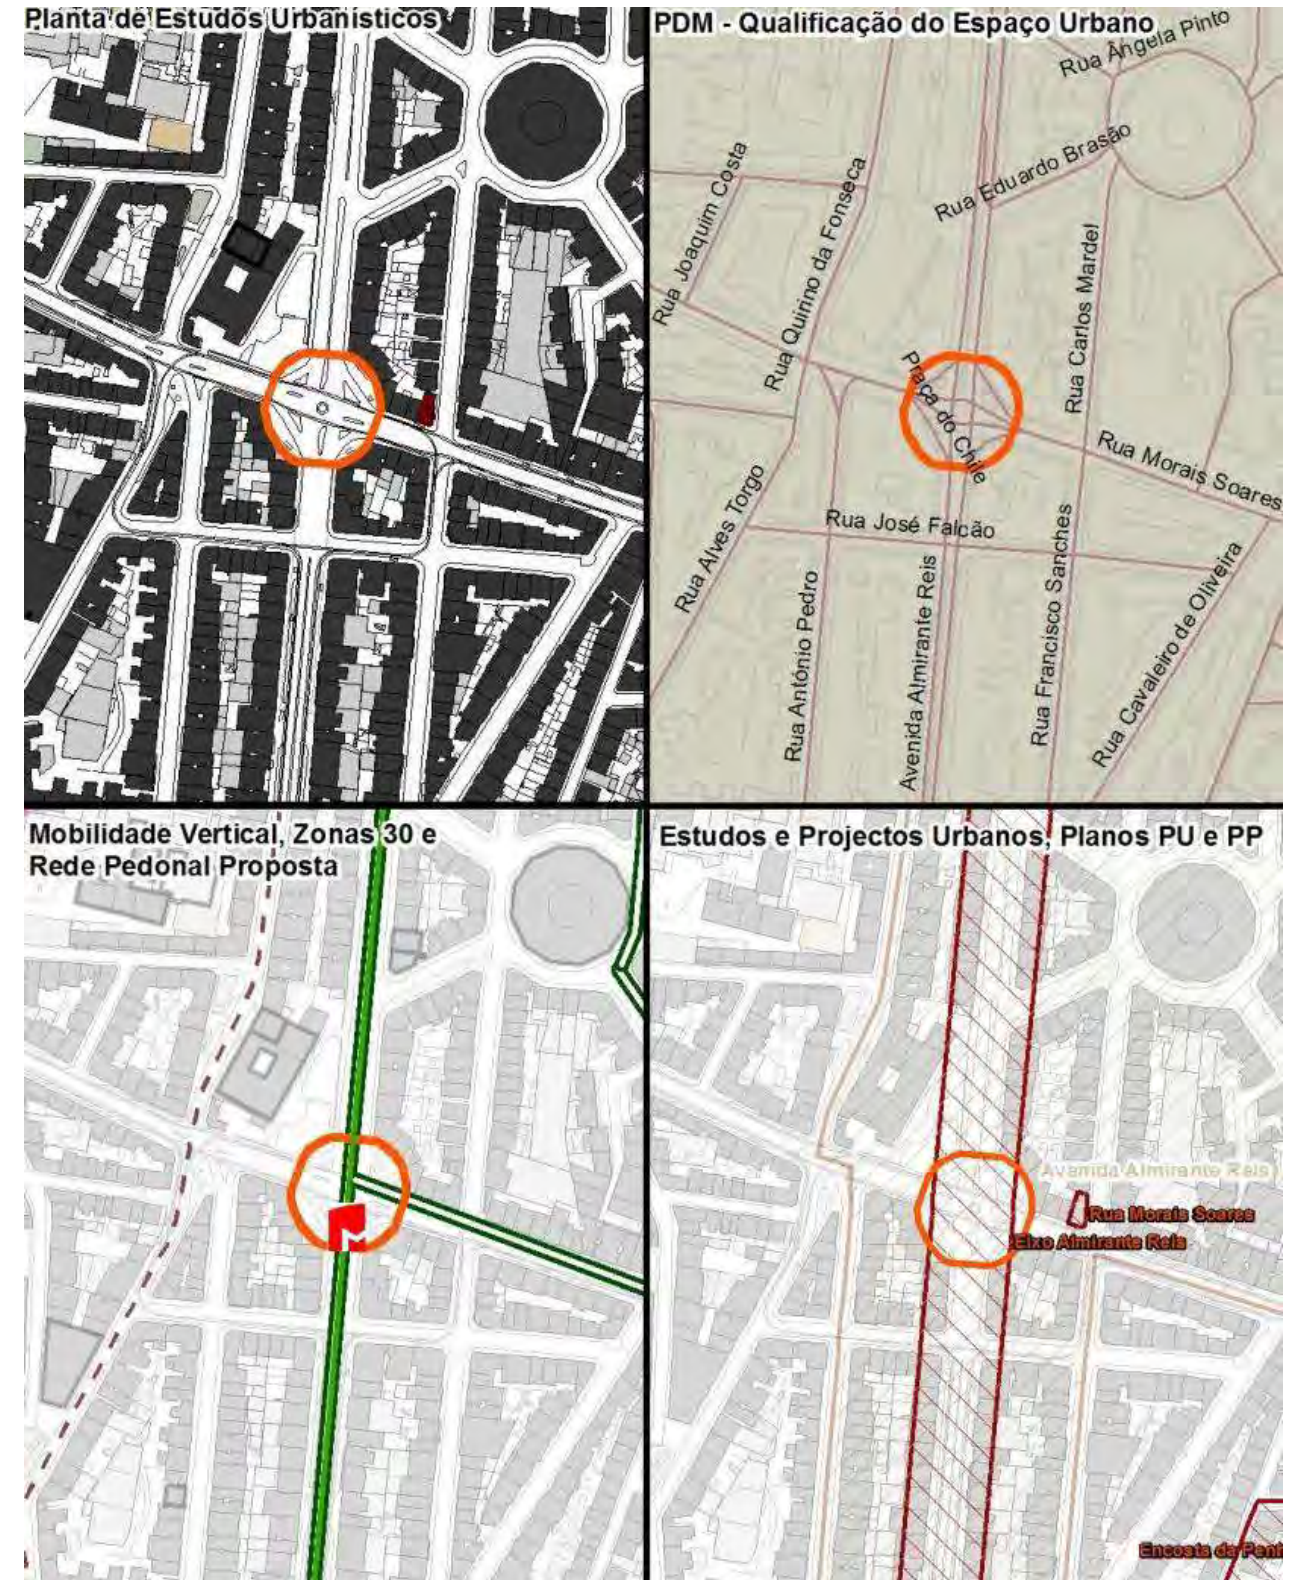 Planta de Estudos Urbanísticos
PDM - Qualificação do Espaço Urbano
Rua Ângela Pinto
Rua Eduardo Brasão
Rua Joaquim Costa
Rua Quirino da Fonseca
Rua Carlos Mardel
Praça do Chile
Rua Morais Soares
Rua Alves Torgo
Rua José Falcão
Rua António Pedro
Avenida Almirante Reis
Rua Francisco Sanches
Rua Cavaleiro de Oliveira
Mobilidade Vertical, Zonas 30 e
Rede Pedonal Proposta
M
Estudos e Projectos Urbanos, Planos PU e PP
Avenida Almirante Reis
Rua Morais Soares
Eixo Almirante Reis
Encosta da Penh